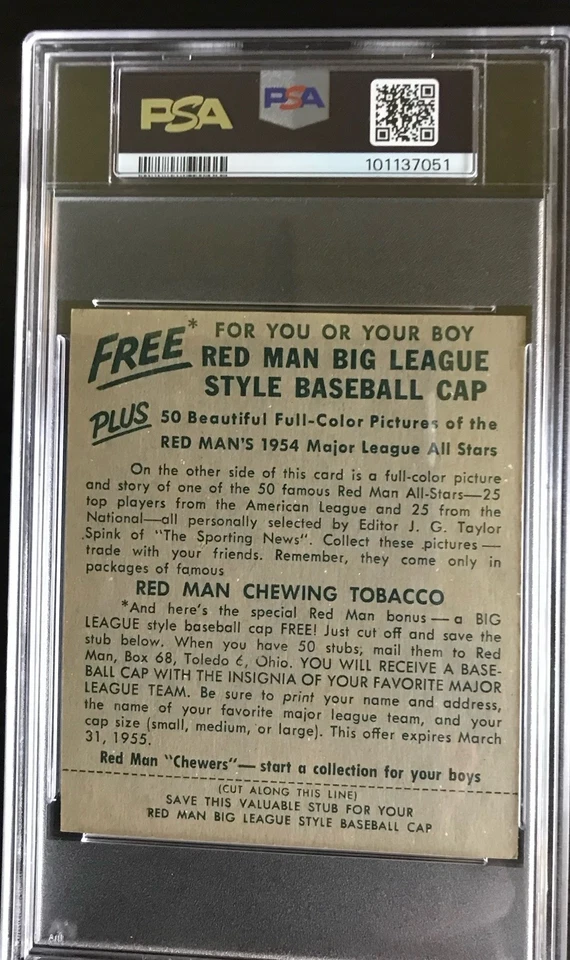 PSA
PSA
101137051
FREE* FOR YOU OR YOUR BOY
RED MAN BIG LEAGUE
STYLE BASEBALL CAP
PLUS 50 Beautiful Full-Color Pictures of the
RED MAN'S 1954 Major League All Stars
On the other side of this card is a full-color picture
and story of one of the 50 famous Red Man All-Stars—25
top players from the American League and 25 from the
National—all personally selected by Editor J. G. Taylor
Spink of "The Sporting News". Collect these pictures—
trade with your friends. Remember, they come only in
packages of famous
RED MAN CHEWING TOBACCO
*And here's the special Red Man bonus—a BIG
LEAGUE style baseball cap FREE! Just cut off and save the
stub below. When you have 50 stubs, mail them to Red
Man, Box 68, Toledo 6, Ohio. YOU WILL RECEIVE A BASE-
BALL CAP WITH THE INSIGNIA OF YOUR FAVORITE MAJOR
LEAGUE TEAM. Be sure to print your name and address,
the name of your favorite major league team, and your
cap size (small, medium, or large). This offer expires March
31, 1955.
Red Man "Chewers"—start a collection for your boys
(CUT ALONG THIS LINE)
SAVE THIS VALUABLE STUB FOR YOUR
RED MAN BIG LEAGUE STYLE BASEBALL CAP